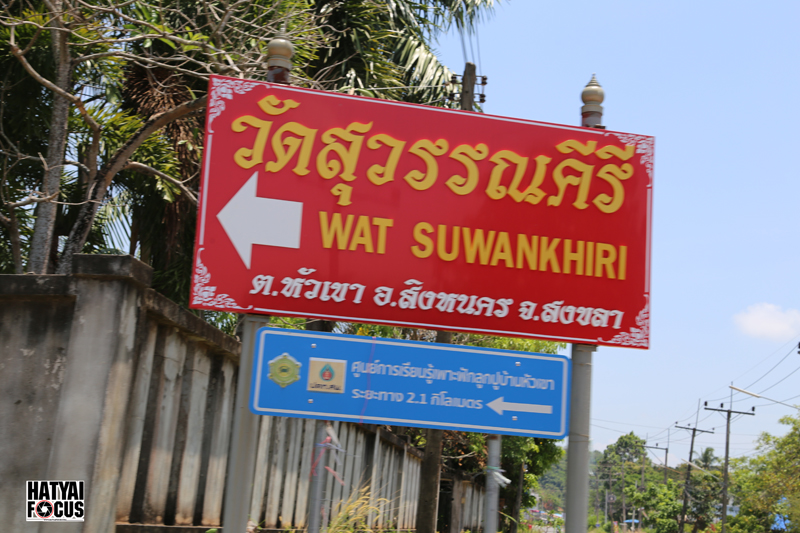 วัดสุวรรณคีรี
WAT SUWANKHIRI
ต.หัวเขา อ.สิงหนคร จ.สงขลา
ศูนย์การเรียนรู้เพาะพักลูกปูบ้านหัวเขา
ระยะทาง 2.1 กิโลเมตร
HATYAI
FOCUS